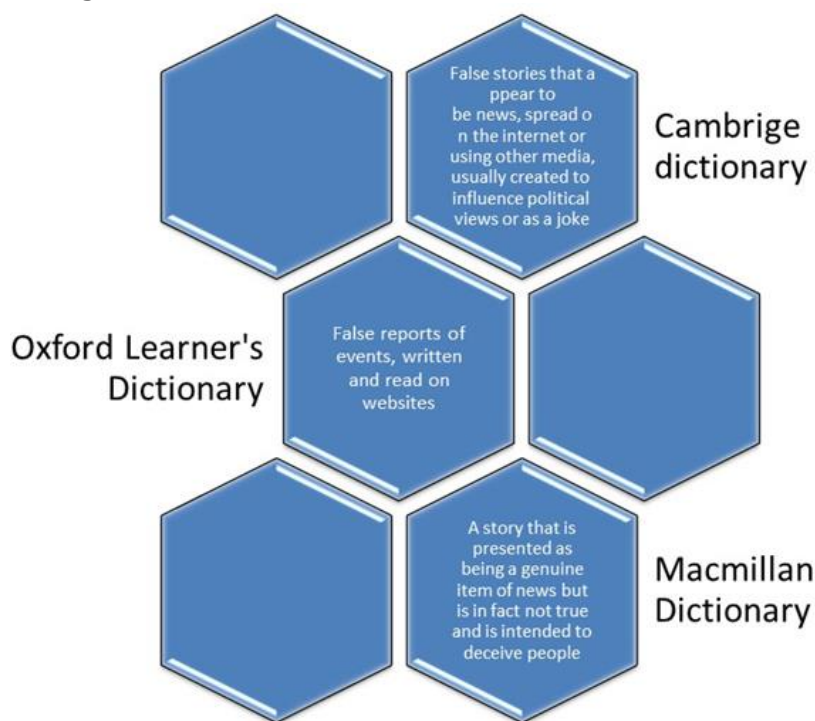 False stories that a
ppear to
be news, spread o
n the internet or
using other media,
usually created to
influence political
views or as a joke
Cambrige
dictionary
Oxford Learner's
Dictionary
False reports of
events, written
and read on
websites
A story that is
presented as
being a genuine
item of news but
is in fact not true
and is intended to
deceive people
Macmillan
Dictionary